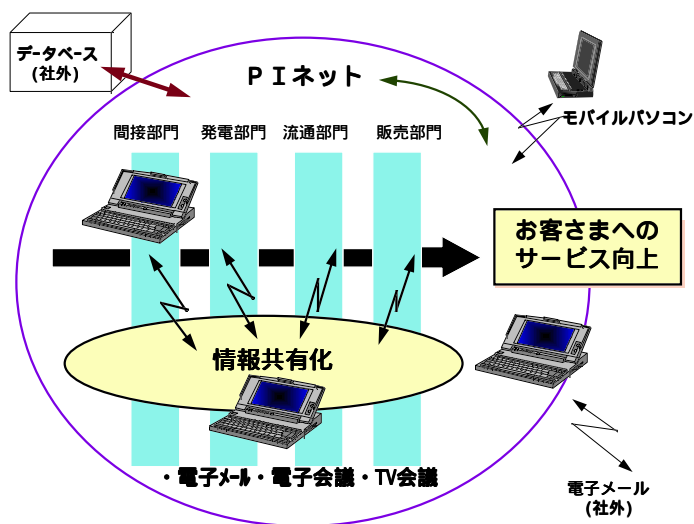 データベース
(社外)
PIネット
モバイルパソコン
間接部門
発電部門
流通部門
販売部門
お客さまへの
サービス向上
情報共有化
・電子メール・電子会議・TV会議
電子メール
(社外)